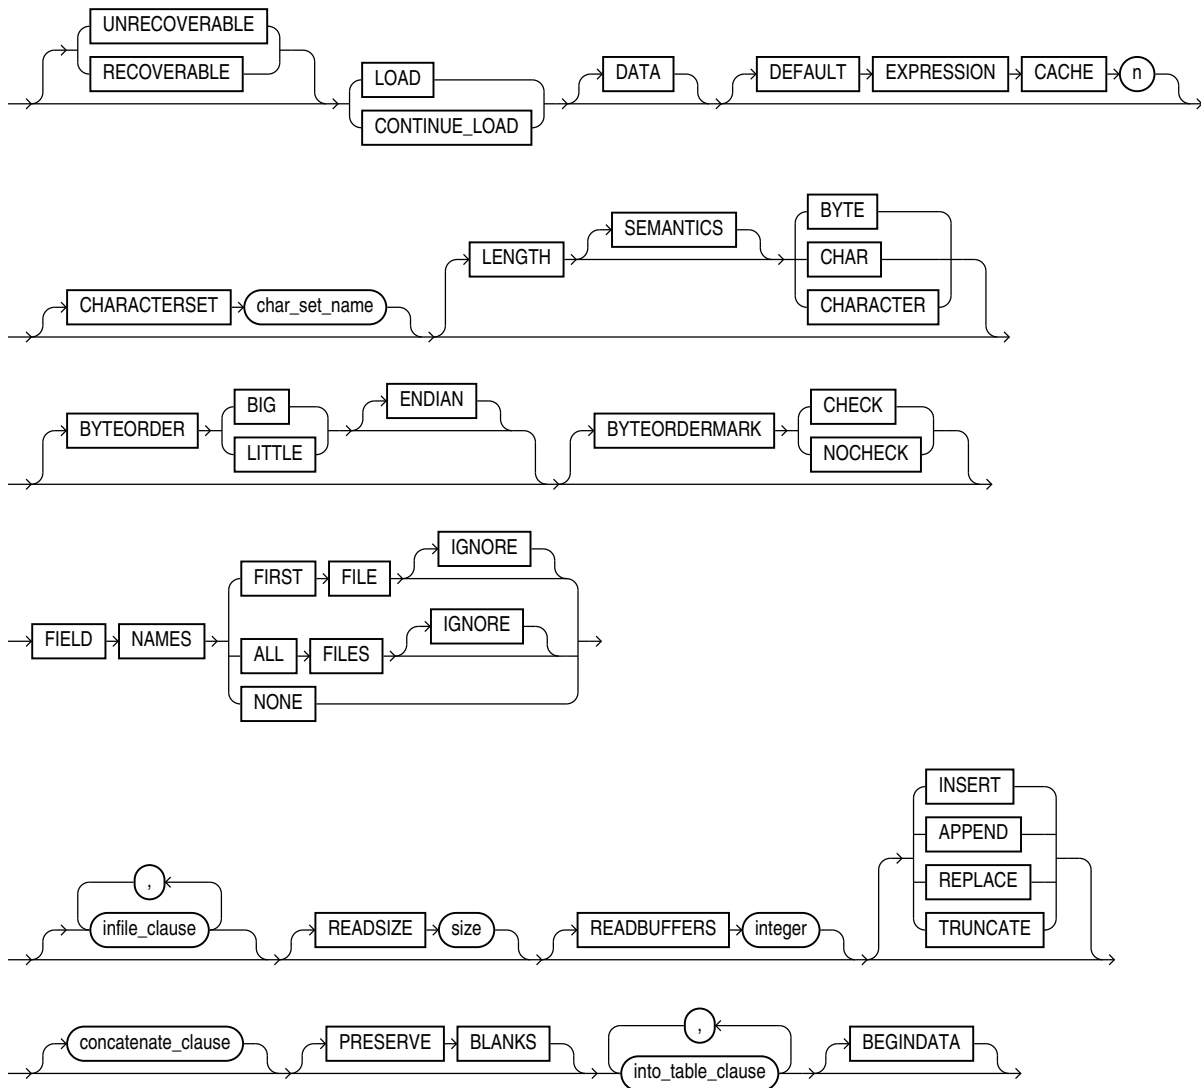 UNRECOVERABLE
RECOVERABLE
LOAD
CONTINUE_LOAD
DATA
DEFAULT EXPRESSION CACHE n
CHARACTERSET char_set_name
LENGTH
SEMANTICS
BYTE
CHAR
CHARACTER
BYTEORDER
BIG
LITTLE
ENDIAN
BYTEORDERMARK
CHECK
NOCHECK
FIELD NAMES
FIRST FILE
IGNORE
ALL FILES
IGNORE
NONE
,
infile_clause
READSIZE size
READBUFFERS integer
INSERT
APPEND
REPLACE
TRUNCATE
concatenate_clause
PRESERVE BLANKS
,
into_table_clause
BEGINDATA